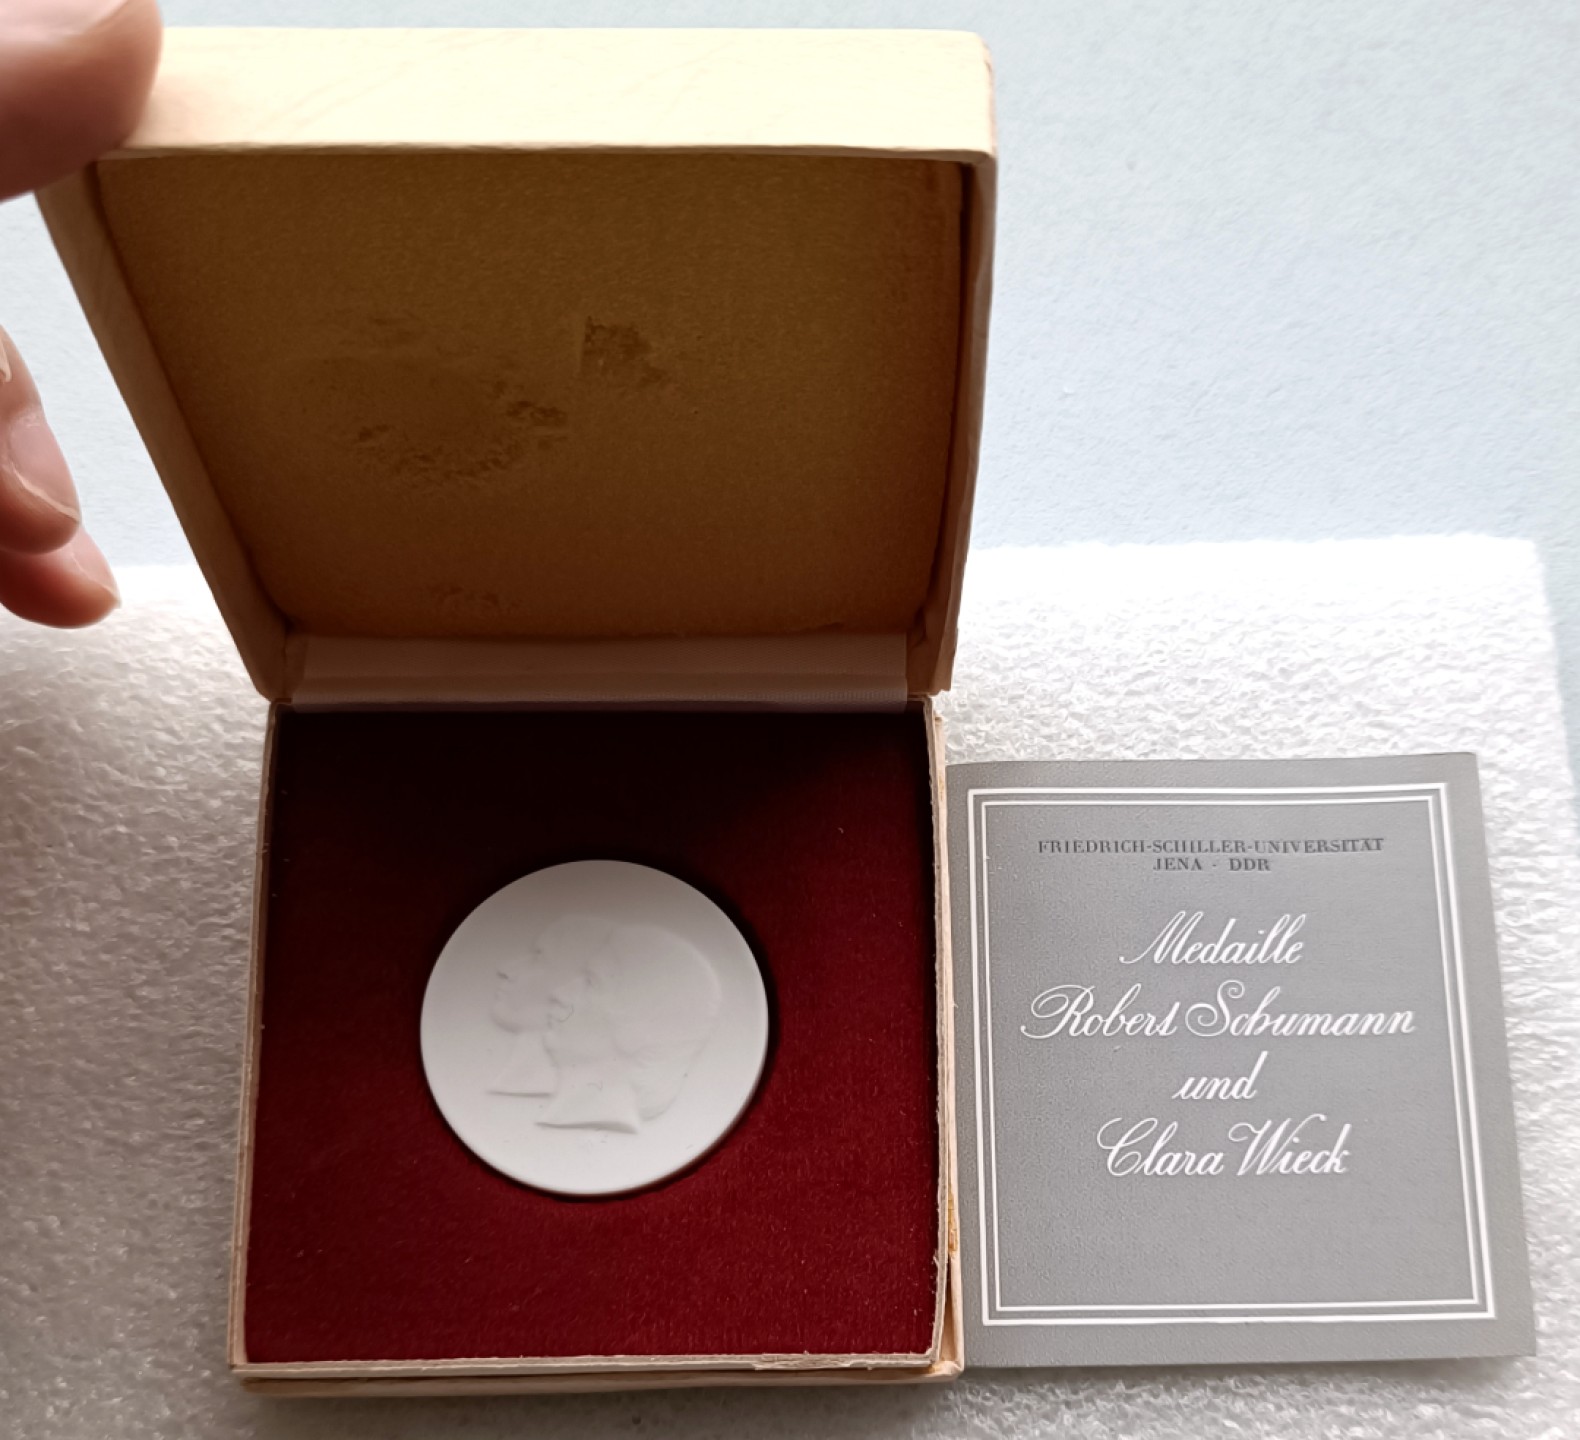 FRIEDRICH-SCHILLER-UNIVERSITÄT
JENA · DDR
Medaille
Robert Schumann
und
Clara Wieck